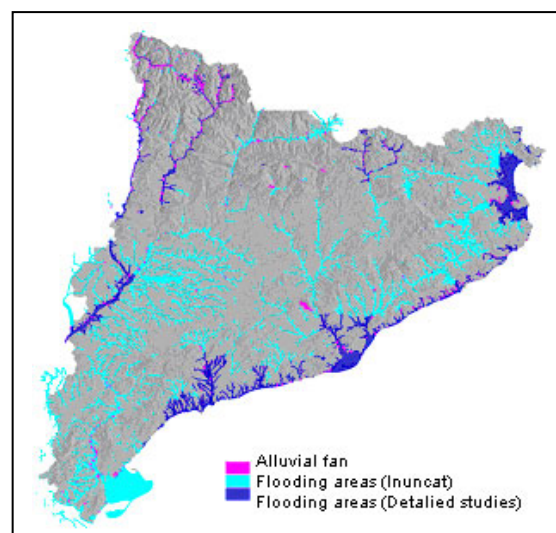 Alluvial fan
Flooding areas (Inuncat)
Flooding areas (Detalied studies)